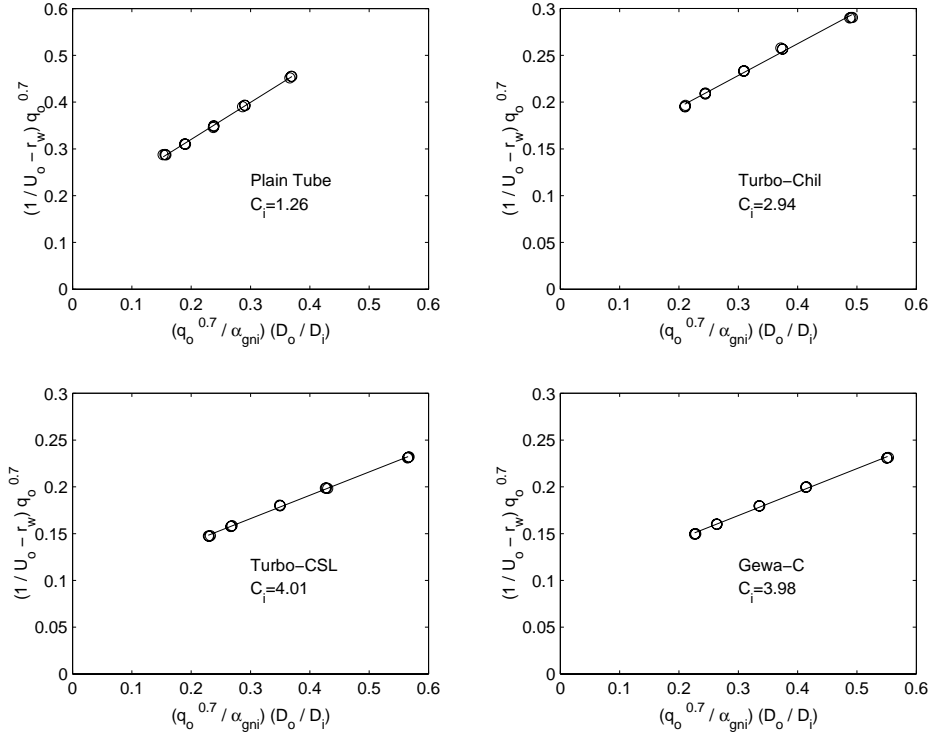 0.6
0.5
0.4
0.3
0.2
0.1
0
0 0.1 0.2 0.3 0.4 0.5 0.6
(1 / U_o − r_w) q_o^0.7
(q_o^0.7 / α_gni) (D_o / D_i)
Plain Tube
C_i=1.26
0.3
0.25
0.2
0.15
0.1
0.05
0
0 0.1 0.2 0.3 0.4 0.5 0.6
(1 / U_o − r_w) q_o^0.7
(q_o^0.7 / α_gni) (D_o / D_i)
Turbo−Chil
C_i=2.94
0.3
0.25
0.2
0.15
0.1
0.05
0
0 0.1 0.2 0.3 0.4 0.5 0.6
(1 / U_o − r_w) q_o^0.7
(q_o^0.7 / α_gni) (D_o / D_i)
Turbo−CSL
C_i=4.01
0.3
0.25
0.2
0.15
0.1
0.05
0
0 0.1 0.2 0.3 0.4 0.5 0.6
(1 / U_o − r_w) q_o^0.7
(q_o^0.7 / α_gni) (D_o / D_i)
Gewa−C
C_i=3.98